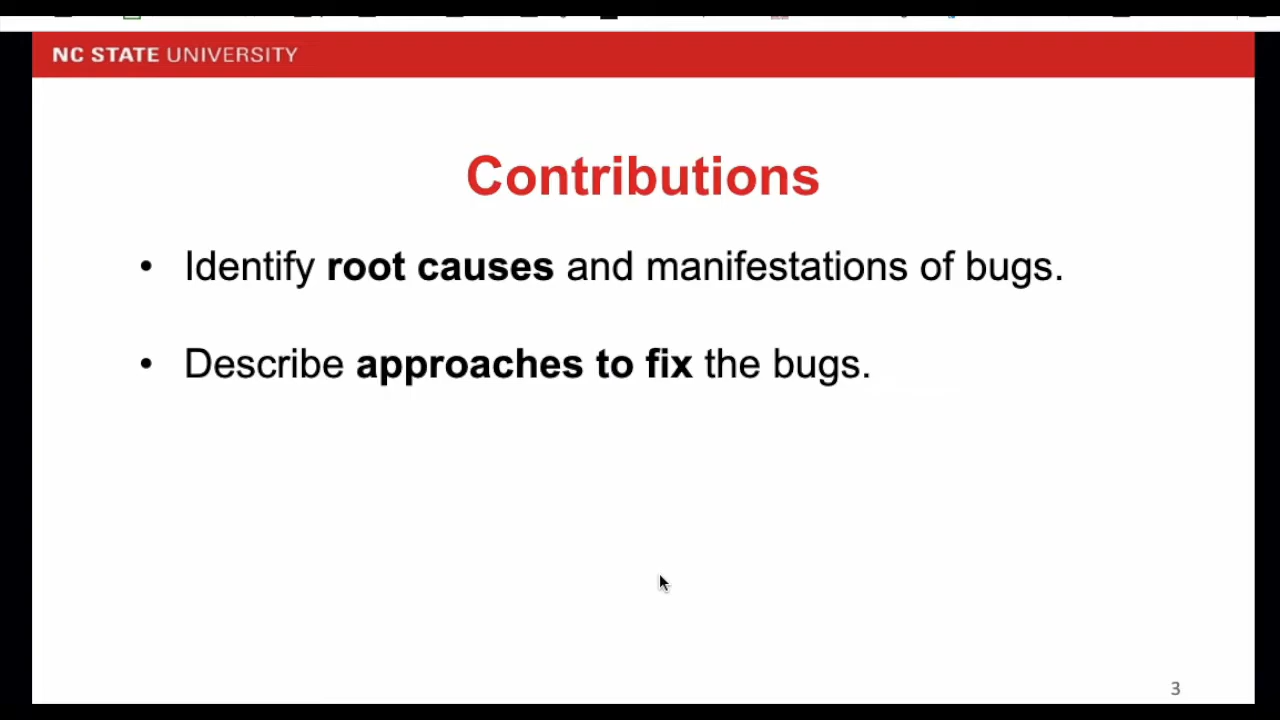 NC STATE UNIVERSITY
Contributions
• Identify root causes and manifestations of bugs.
• Describe approaches to fix the bugs.
3